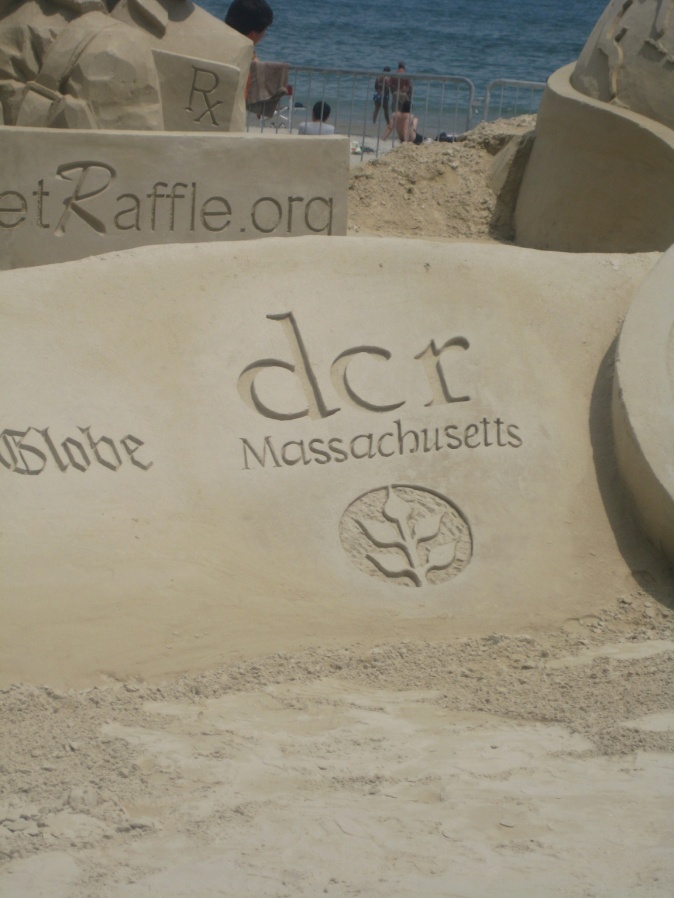 Rx
etRaffle.org
Globe
dcr
Massachusetts